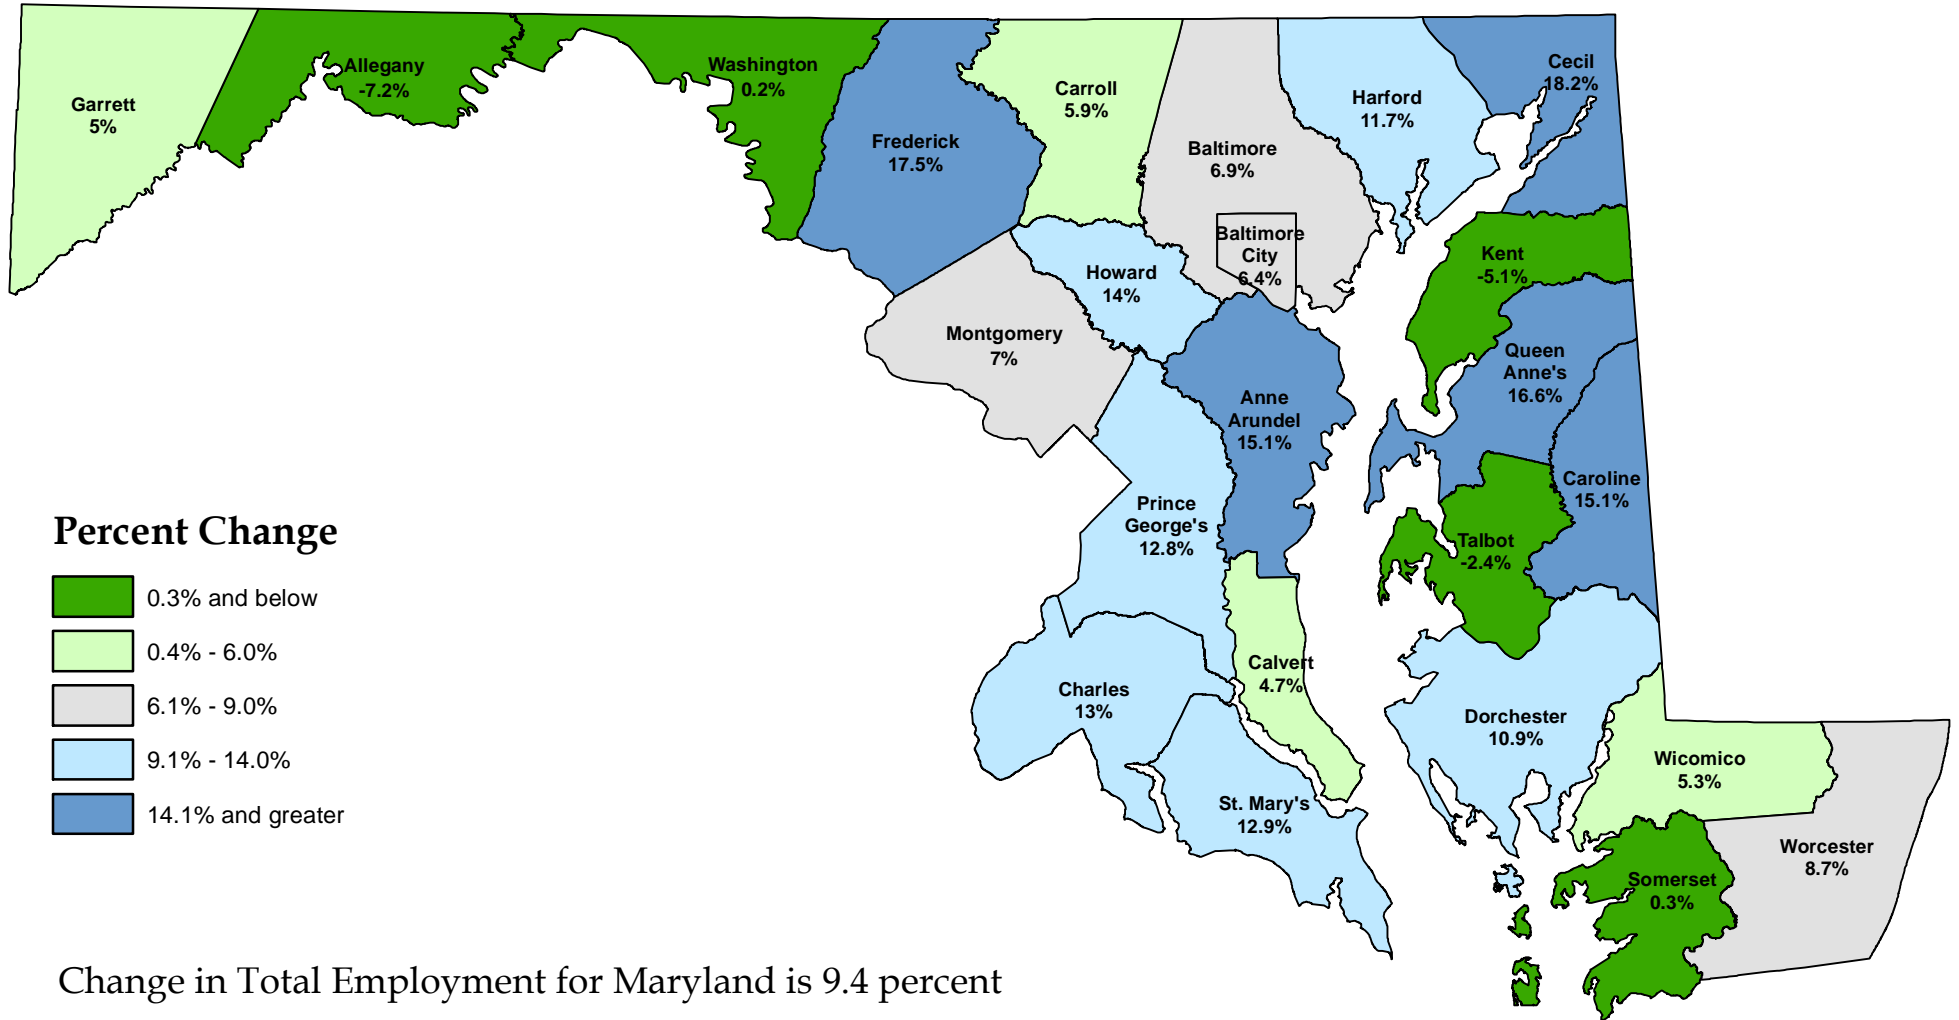 Garrett
5%
Allegany
-7.2%
Washington
0.2%
Frederick
17.5%
Carroll
5.9%
Baltimore
6.9%
Baltimore
City
6.4%
Harford
11.7%
Cecil
18.2%
Kent
-5.1%
Howard
14%
Montgomery
7%
Anne
Arundel
15.1%
Queen
Anne's
16.6%
Caroline
15.1%
Talbot
-2.4%
Prince
George's
12.8%
Calvert
4.7%
Charles
13%
St. Mary's
12.9%
Dorchester
10.9%
Wicomico
5.3%
Worcester
8.7%
Somerset
0.3%
Percent Change
0.3% and below
0.4% - 6.0%
6.1% - 9.0%
9.1% - 14.0%
14.1% and greater
Change in Total Employment for Maryland is 9.4 percent